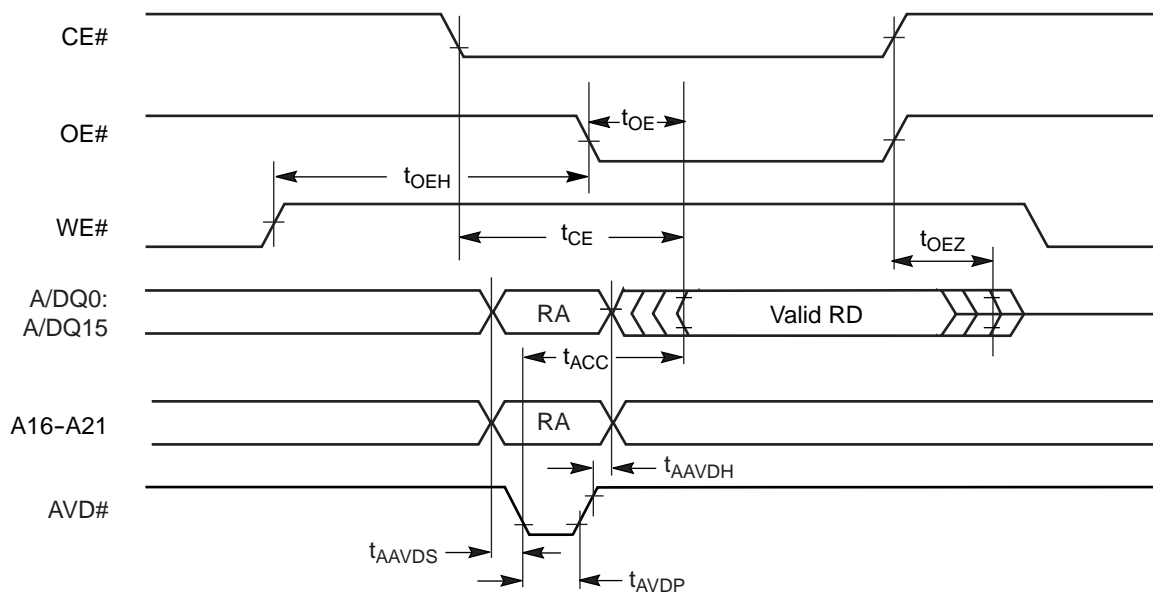 CE#
OE#
tOE
tOEH
WE#
tCE
tOEZ
A/DQ0:
A/DQ15
RA
Valid RD
tACC
A16-A21
RA
tAAVDH
AVD#
tAAVDS
tAVDP